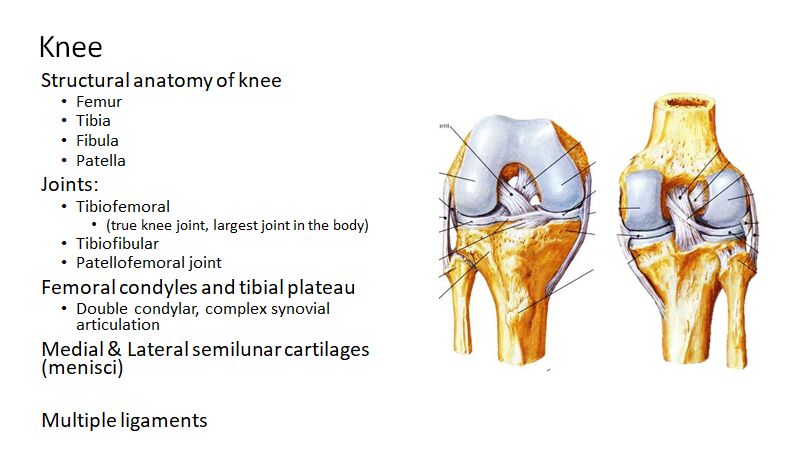 Knee
Structural anatomy of knee
• Femur
• Tibia
• Fibula
• Patella
Joints:
• Tibiofemoral
• (true knee joint, largest joint in the body)
• Tibiofibular
• Patellofemoral joint
Femoral condyles and tibial plateau
• Double condylar, complex synovial
articulation
Medial & Lateral semilunar cartilages
(menisci)
Multiple ligaments